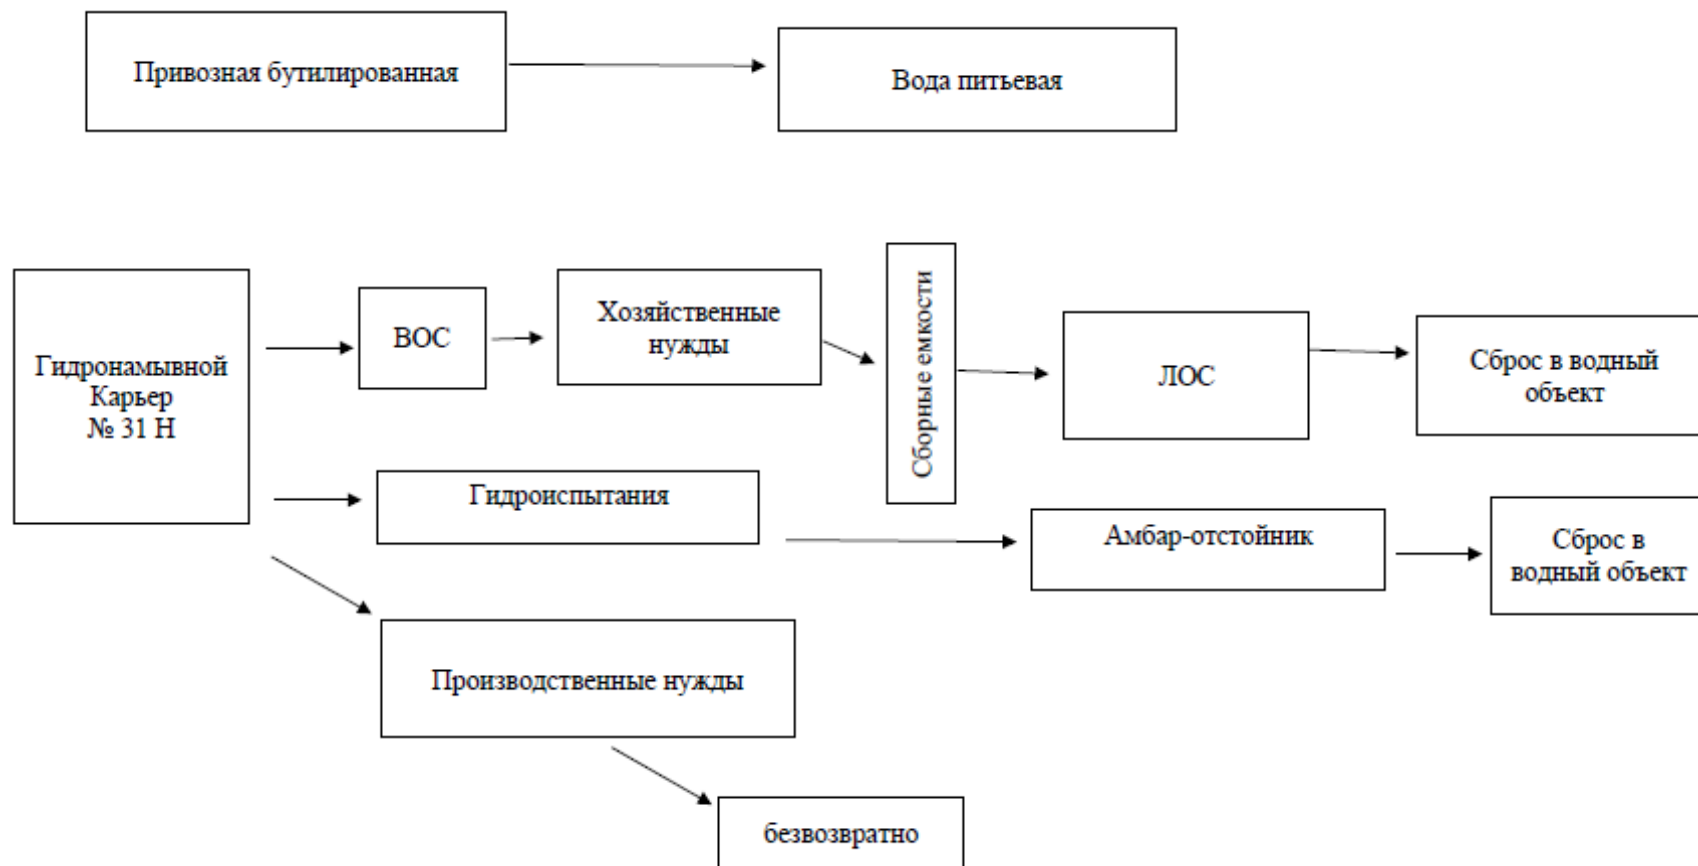 Привозная бутилированная
Вода питьевая
Гидронамывной
Карьер
№ 31 Н
ВОС
Хозяйственные
нужды
Сборные емкости
ЛОС
Сброс в водный
объект
Гидроиспытания
Амбар-отстойник
Сброс в
водный объект
Производственные нужды
безвозвратно